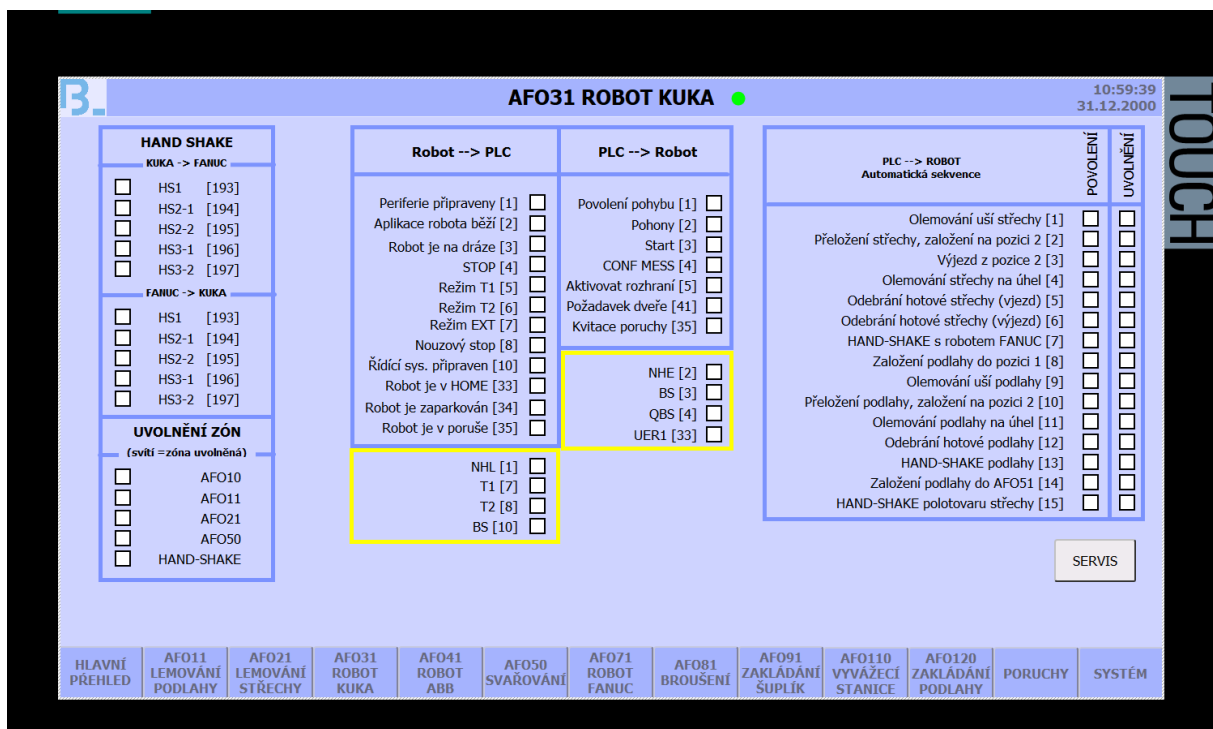 B_
AFO31 ROBOT KUKA
10:59:39
31.12.2000
TOUCH
HAND SHAKE
KUKA -> FANUC
HS1 [193]
HS2-1 [194]
HS2-2 [195]
HS3-1 [196]
HS3-2 [197]
FANUC -> KUKA
HS1 [193]
HS2-1 [194]
HS2-2 [195]
HS3-1 [196]
HS3-2 [197]
UVOLNĚNÍ ZÓN
(svítí =zóna uvolněná)
AFO10
AFO11
AFO21
AFO50
HAND-SHAKE
Robot --> PLC
Periferie připraveny [1]
Aplikace robota běží [2]
Robot je na dráze [3]
STOP [4]
Režim T1 [5]
Režim T2 [6]
Režim EXT [7]
Nouzový stop [8]
Řídící sys. připraven [10]
Robot je v HOME [33]
Robot je zaparkován [34]
Robot je v poruše [35]
NHL [1]
T1 [7]
T2 [8]
BS [10]
PLC --> Robot
Povolení pohybu [1]
Pohony [2]
Start [3]
CONF MESS [4]
Aktivovat rozhraní [5]
Požadavek dveře [41]
Kvitace poruchy [35]
NHE [2]
BS [3]
QBS [4]
UER1 [33]
PLC --> ROBOT
Automatická sekvence
POVOLENÍ
UVOLNĚNÍ
Olemování uší střechy [1]
Přeložení střechy, založení na pozici 2 [2]
Výjezd z pozice 2 [3]
Olemování střechy na úhel [4]
Odebrání hotové střechy (vjezd) [5]
Odebrání hotové střechy (výjezd) [6]
HAND-SHAKE s robotem FANUC [7]
Založení podlahy do pozici 1 [8]
Olemování uší podlahy [9]
Přeložení podlahy, založení na pozici 2 [10]
Olemování podlahy na úhel [11]
Odebrání hotové podlahy [12]
HAND-SHAKE podlahy [13]
Založení podlahy do AFO51 [14]
HAND-SHAKE polotovaru střechy [15]
SERVIS
HLAVNÍ
PŘEHLED
AFO11
LEMOVÁNÍ
PODLAHY
AFO21
LEMOVÁNÍ
STŘECHY
AFO31
ROBOT
KUKA
AFO41
ROBOT
ABB
AFO50
SVAŘOVÁNÍ
AFO71
ROBOT
FANUC
AFO81
BROUŠENÍ
AFO91
ZAKLÁDÁNÍ
ŠUPLÍK
AFO110
VYVÁŽECÍ
STANICE
AFO120
ZAKLÁDÁNÍ
PODLAHY
PORUCHY
SYSTÉM